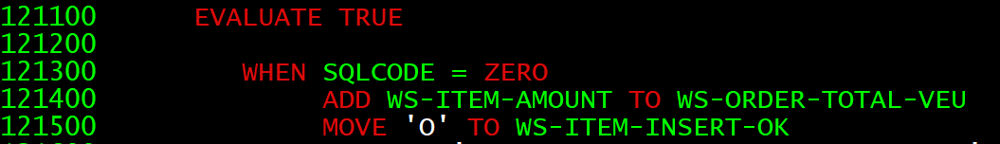 121100 EVALUATE TRUE
121200
121300 WHEN SQLCODE = ZERO
121400 ADD WS-ITEM-AMOUNT TO WS-ORDER-TOTAL-VEU
121500 MOVE 'O' TO WS-ITEM-INSERT-OK